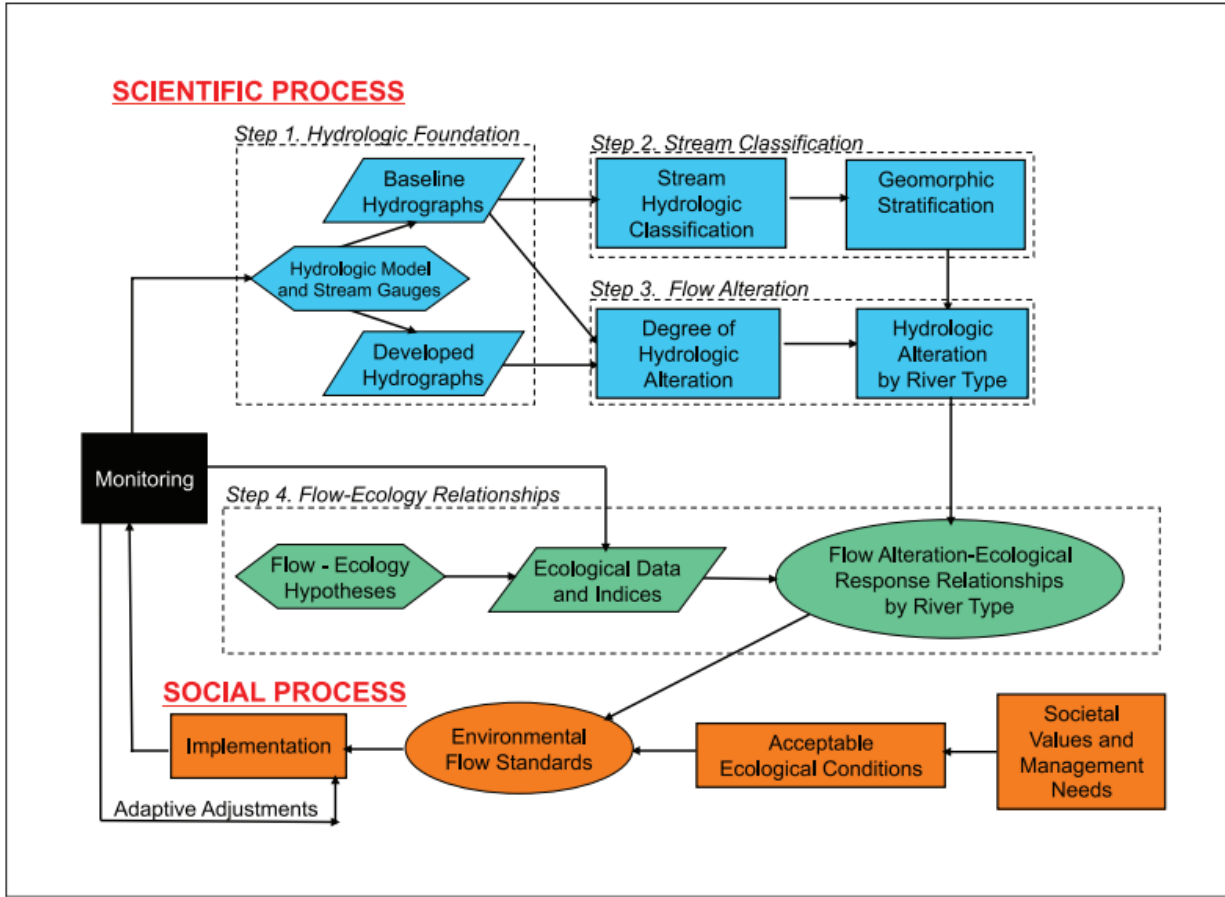 SCIENTIFIC PROCESS
Step 1. Hydrologic Foundation
Baseline
Hydrographs
Hydrologic Model
and Stream Gauges
Developed
Hydrographs
Step 2. Stream Classification
Stream
Hydrologic
Classification
Geomorphic
Stratification
Step 3. Flow Alteration
Degree of
Hydrologic
Alteration
Hydrologic
Alteration
by River Type
Monitoring
Step 4. Flow-Ecology Relationships
Flow - Ecology
Hypotheses
Ecological Data
and Indices
Flow Alteration-Ecological
Response Relationships
by River Type
SOCIAL PROCESS
Implementation
Environmental
Flow Standards
Acceptable
Ecological Conditions
Societal
Values and
Management
Needs
Adaptive Adjustments